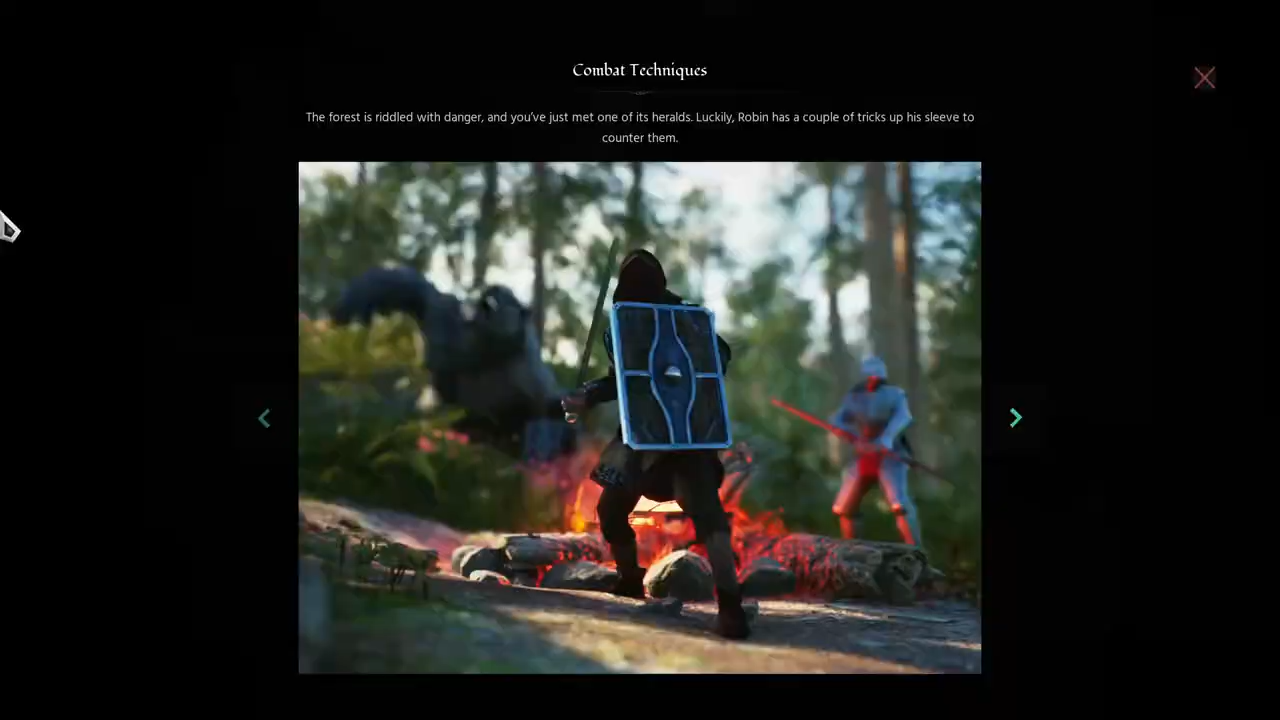 Combat Techniques
The forest is riddled with danger, and you've just met one of its heralds. Luckily, Robin has a couple of tricks up his sleeve to
counter them.